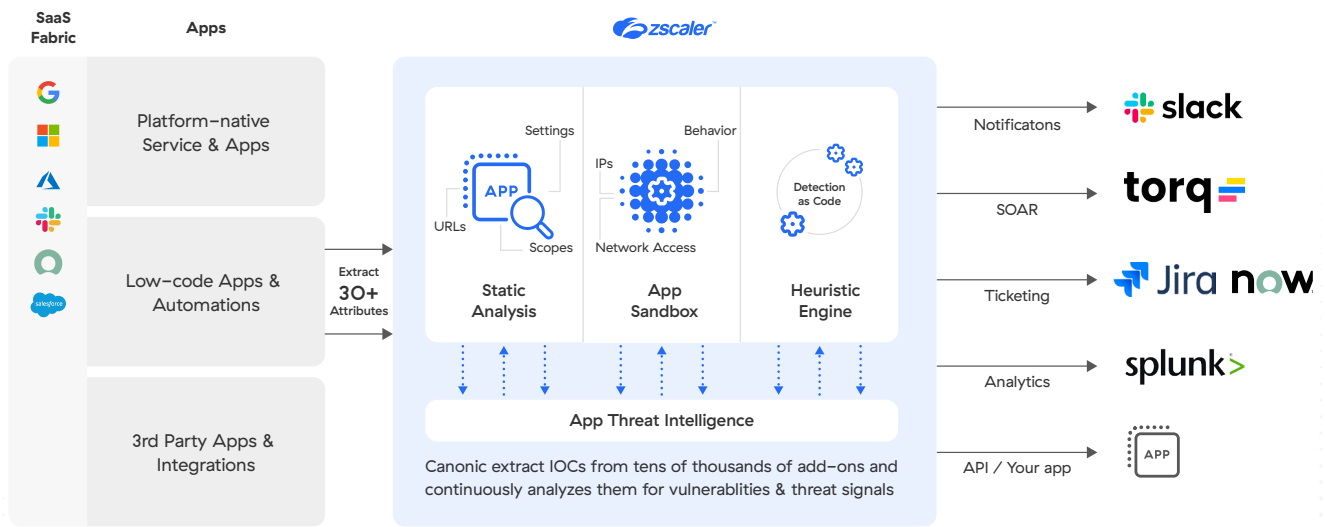 SaaS
Fabric
Apps
zscaler™
salesforce
Platform-native
Service & Apps
Low-code Apps &
Automations
3rd Party Apps &
Integrations
Extract
30+
Attributes
Settings
APP
URLs
Scopes
Static
Analysis
Behavior
IPs
Network Access
App
Sandbox
Detection
as Code
Heuristic
Engine
App Threat Intelligence
Canonic extract IOCs from tens of thousands of add-ons and
continuously analyzes them for vulnerablities & threat signals
Notificatons
slack
SOAR
torq
Ticketing
Jira now
Analytics
splunk>
API / Your app
APP